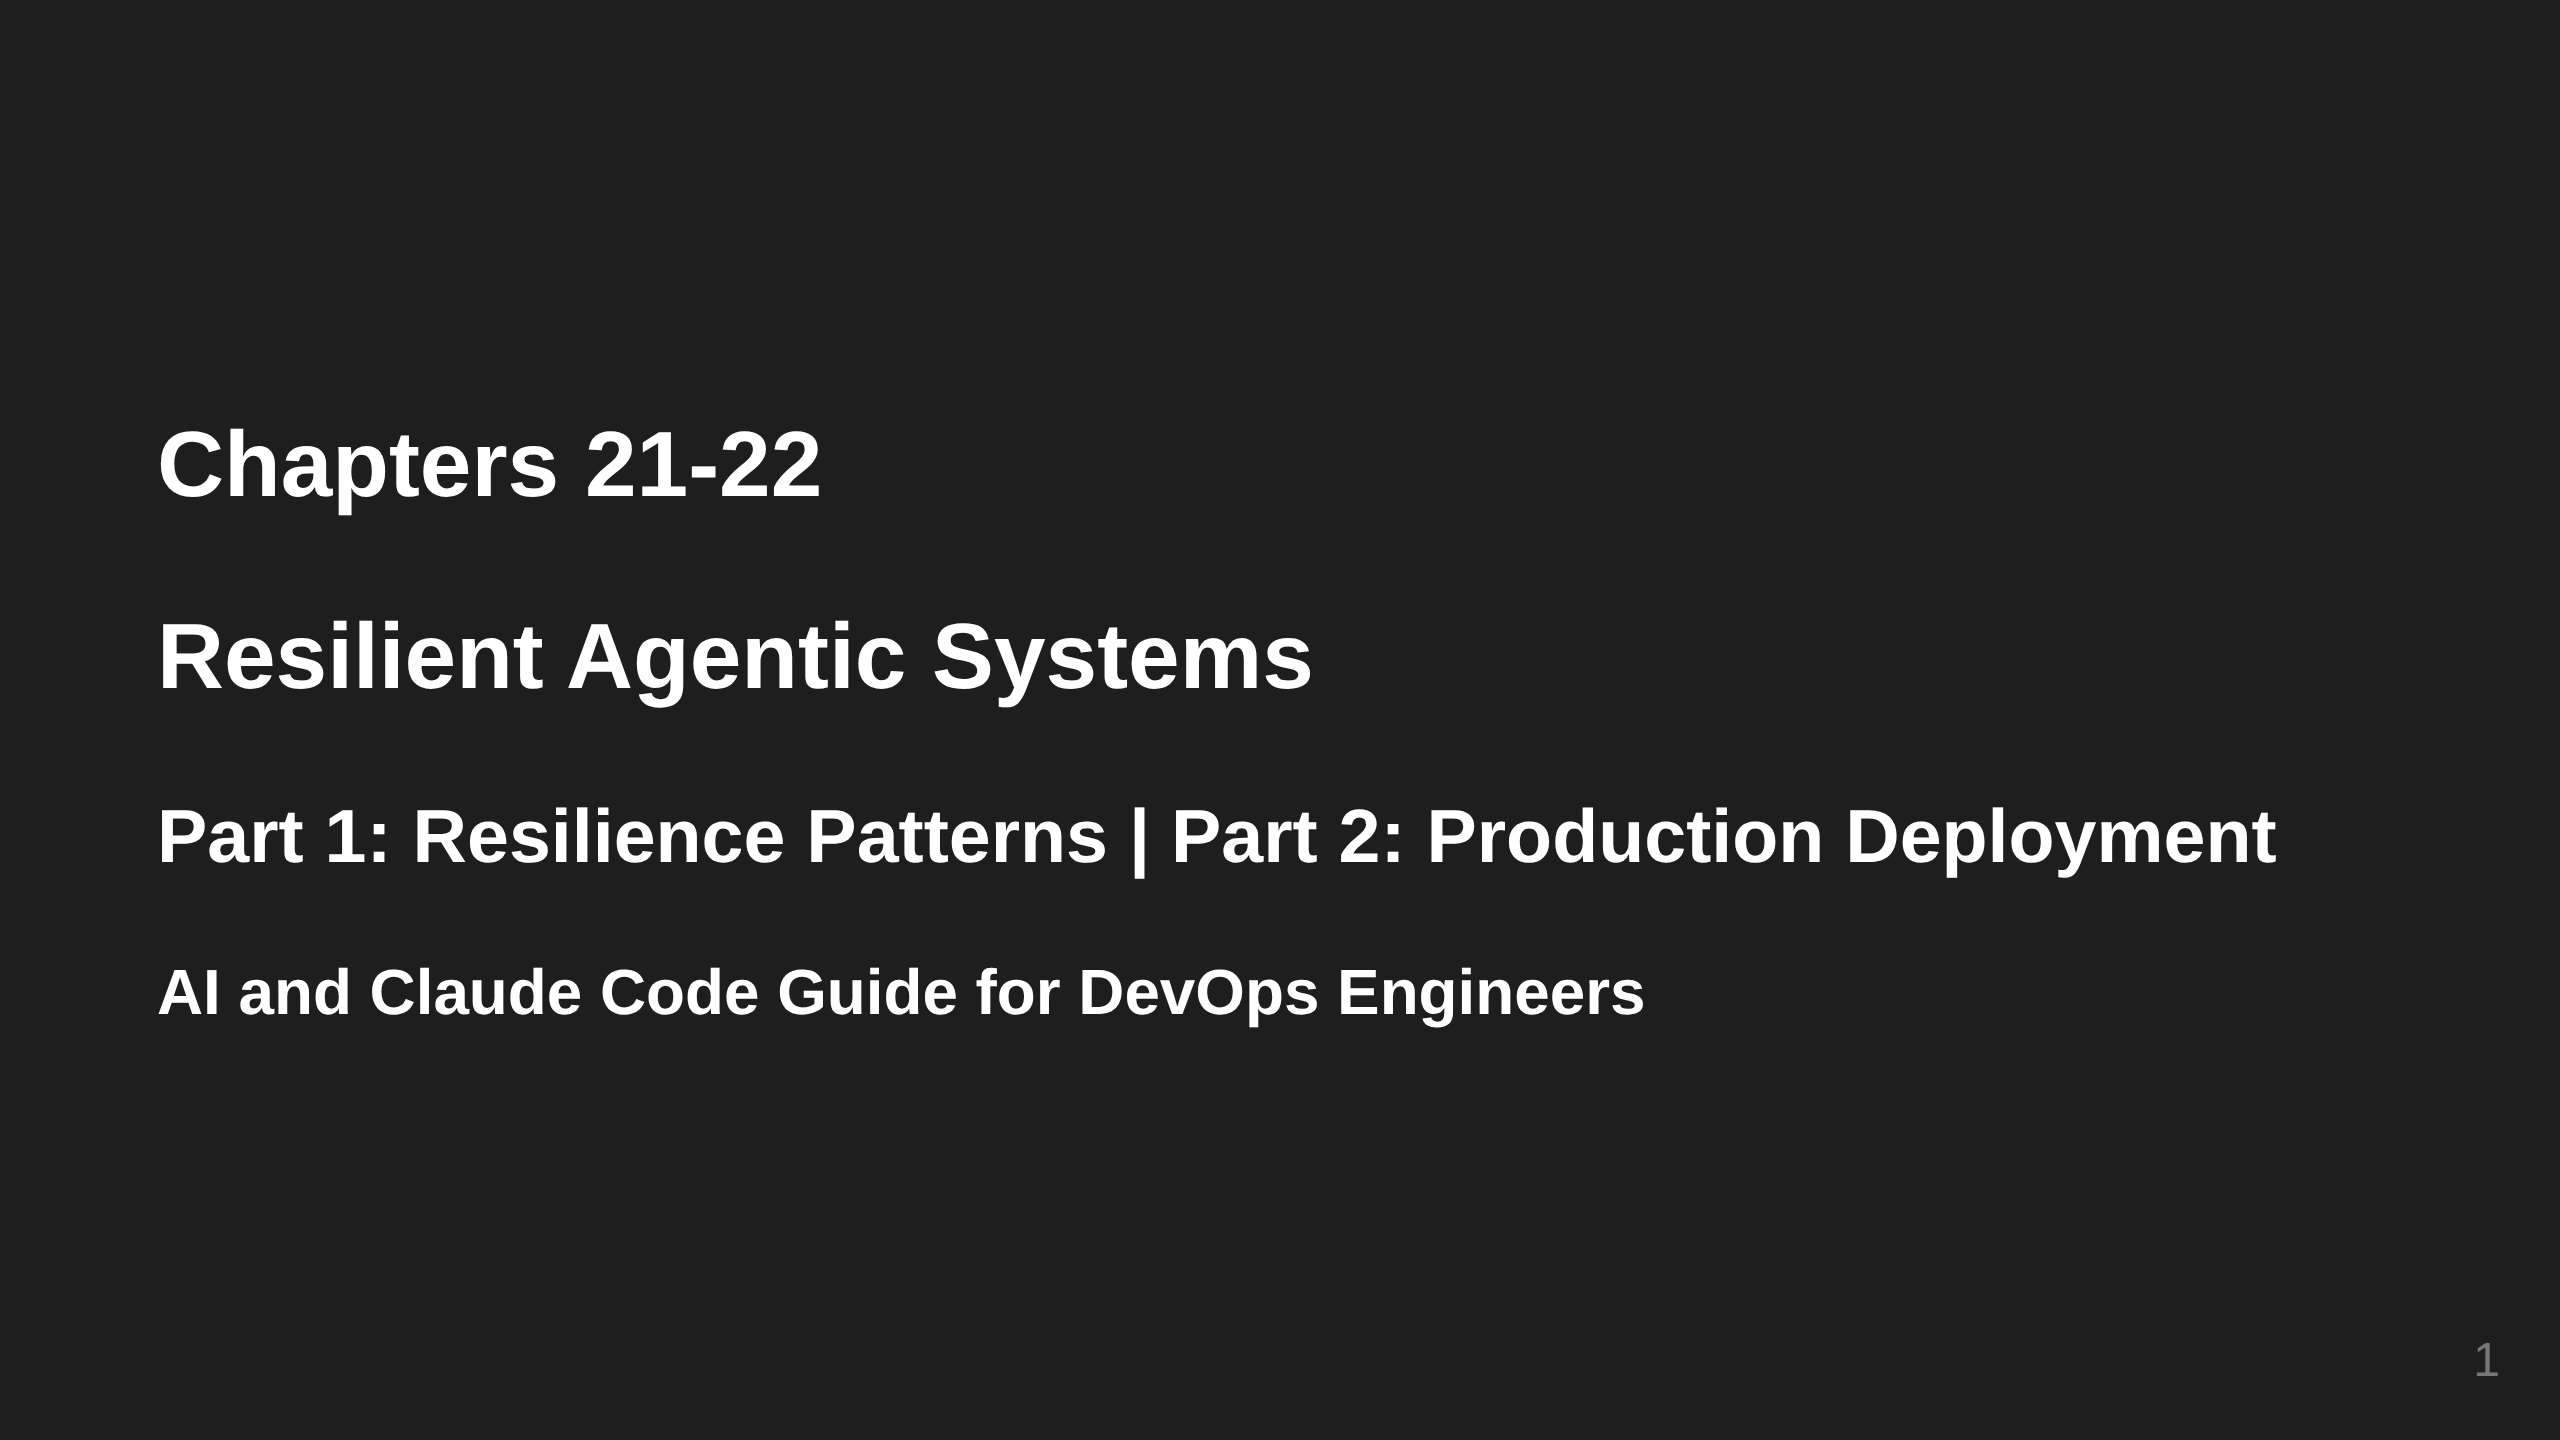 Chapters 21-22
Resilient Agentic Systems
Part 1: Resilience Patterns | Part 2: Production Deployment
AI and Claude Code Guide for DevOps Engineers
1